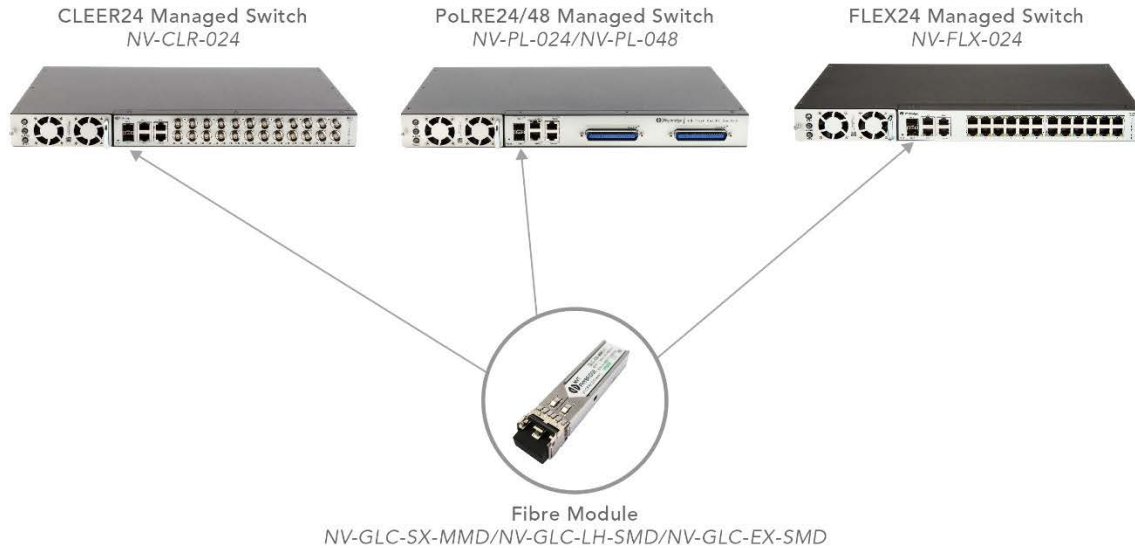 CLEER24 Managed Switch
NV-CLR-024
PoLRE24/48 Managed Switch
NV-PL-024/NV-PL-048
FLEX24 Managed Switch
NV-FLX-024
Fibre Module
NV-GLC-SX-MMD/NV-GLC-LH-SMD/NV-GLC-EX-SMD